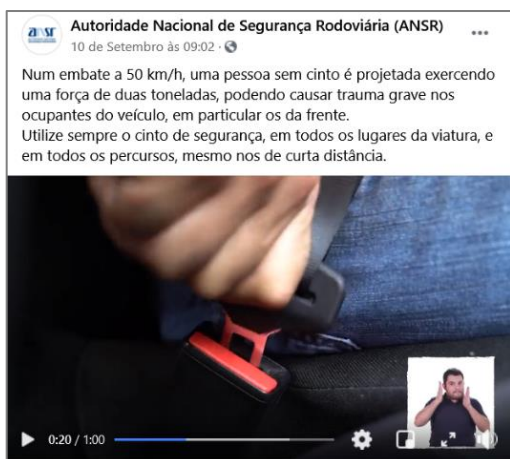 ansr
Autoridade Nacional de Segurança Rodoviária (ANSR)
10 de Setembro às 09:02 ·
Num embate a 50 km/h, uma pessoa sem cinto é projetada exercendo
uma força de duas toneladas, podendo causar trauma grave nos
ocupantes do veículo, em particular os da frente.
Utilize sempre o cinto de segurança, em todos os lugares da viatura, e
em todos os percursos, mesmo nos de curta distância.
0:20 / 1:00